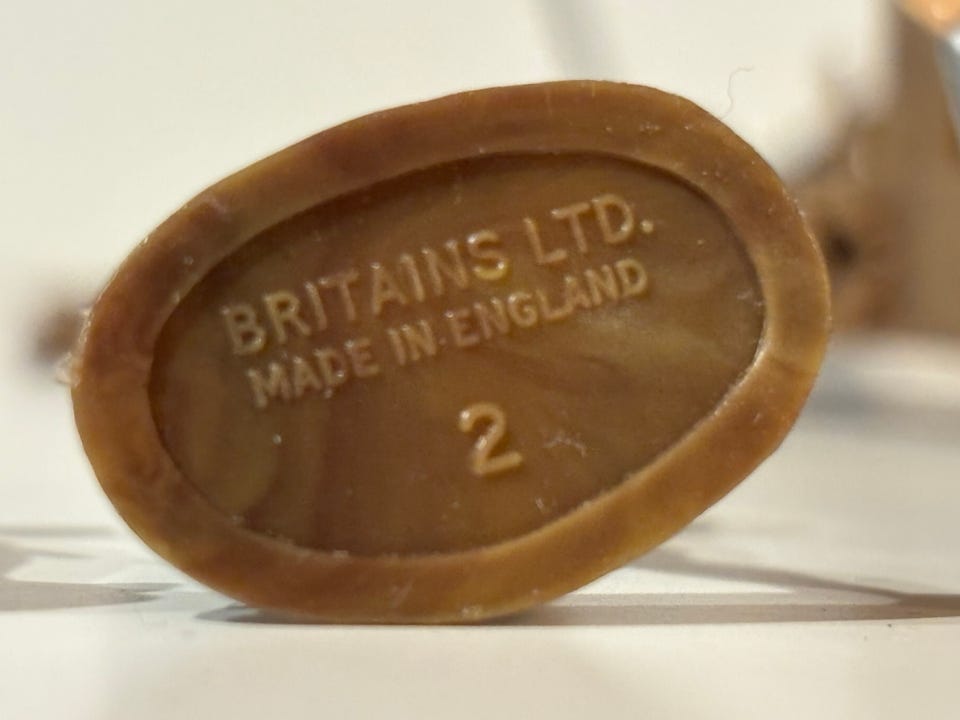 BRITAINS LTD.
MADE IN ENGLAND
2